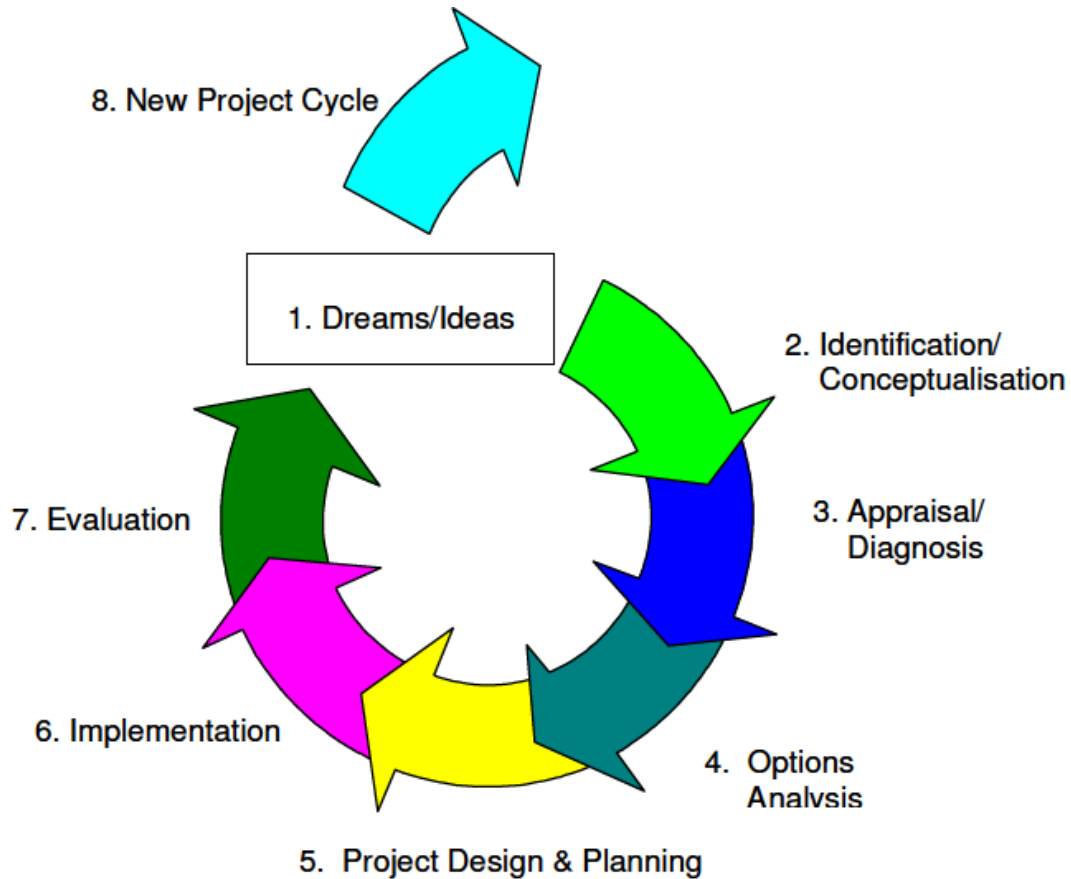 8. New Project Cycle
1. Dreams/Ideas
2. Identification/
Conceptualisation
3. Appraisal/
Diagnosis
4. Options
Analysis
5. Project Design & Planning
6. Implementation
7. Evaluation